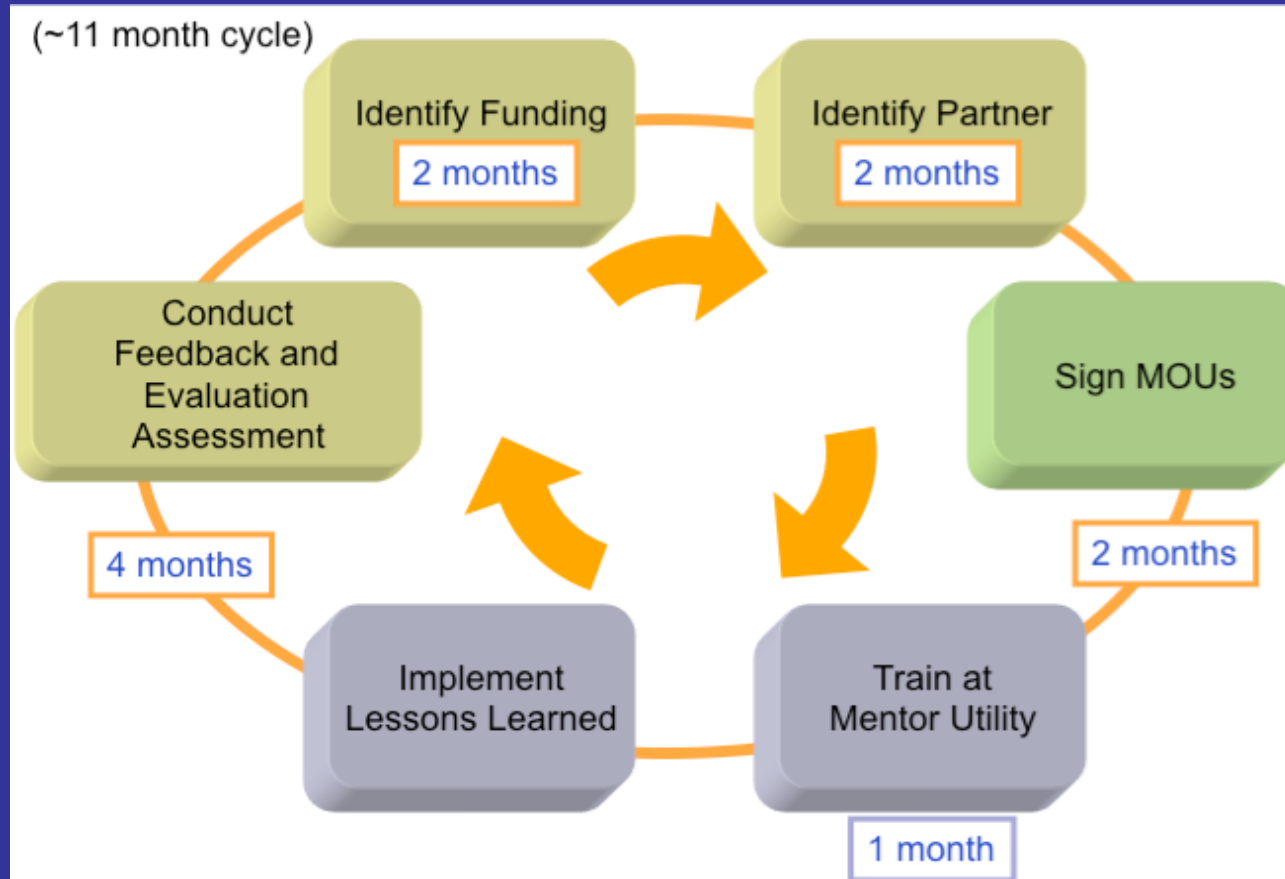 (~11 month cycle)
Identify Funding
2 months
Identify Partner
2 months
Sign MOUs
2 months
Train at
Mentor Utility
1 month
Implement
Lessons Learned
4 months
Conduct
Feedback and
Evaluation
Assessment